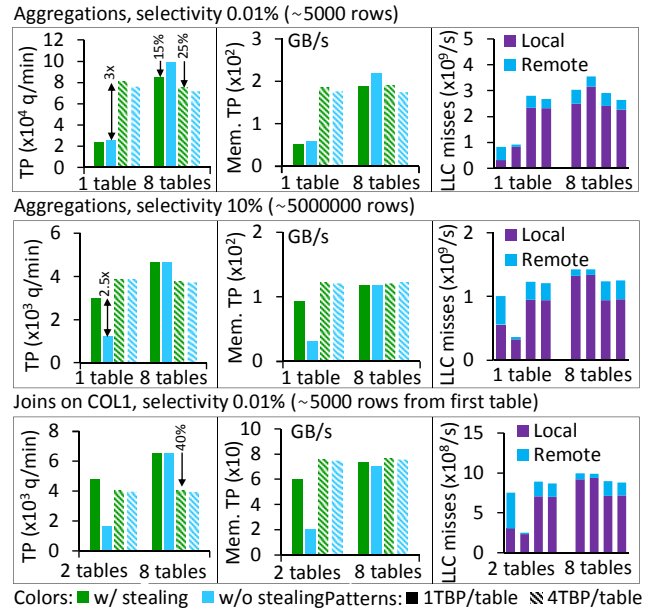 Aggregations, selectivity 0.01% (~5000 rows)
TP (x10⁴ q/min)
14
12
10
8
6
4
2
0
3x
15%
25%
1 table 8 tables
Mem. TP (x10²)
GB/s
3
2
1
0
1 table 8 tables
LLC misses (x10⁹/s)
5
4
3
2
1
0
Local
Remote
1 table 8 tables
Aggregations, selectivity 10% (~5000000 rows)
TP (x10³ q/min)
6
4
2
0
2.5x
1 table 8 tables
Mem. TP (x10²)
GB/s
2
1
0
1 table 8 tables
LLC misses (x10⁹/s)
2
1
0
Local
Remote
1 table 8 tables
Joins on COL1, selectivity 0.01% (~5000 rows from first table)
TP (x10³ q/min)
8
6
4
2
0
40%
2 tables 8 tables
Mem. TP (x10)
GB/s
10
8
6
4
2
0
2 tables 8 tables
LLC misses (x10⁸/s)
15
10
5
0
Local
Remote
2 tables 8 tables
Colors: w/ stealing w/o stealing Patterns: 1TBP/table 4TBP/table